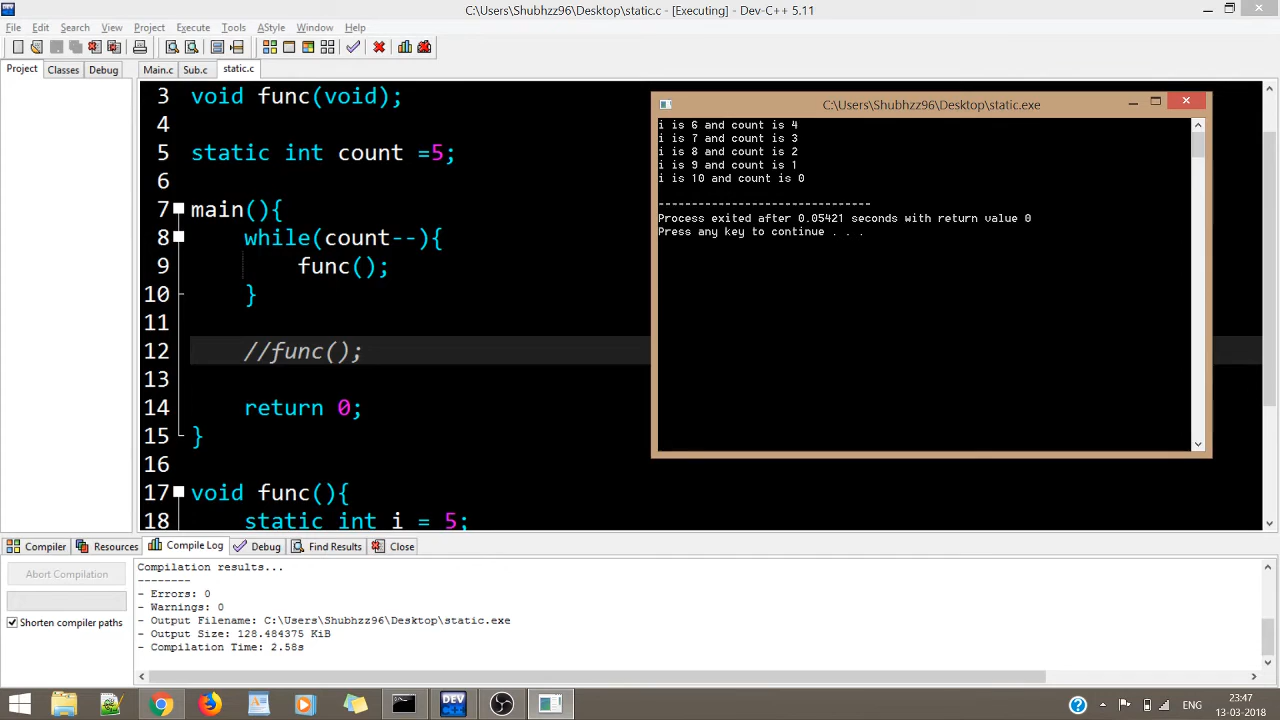 C:\Users\Shubhzz96\Desktop\static.c - [Executing] - Dev-C++ 5.11
File Edit Search View Project Execute Tools AStyle Window Help
Project Classes Debug Main.c Sub.c static.c
3 void func(void);
4
5 static int count =5;
6
7 main(){
8 while(count--){
9 func();
10 }
11
12 //func();
13
14 return 0;
15 }
16
17 void func(){
18 static int i = 5;
C:\Users\Shubhzz96\Desktop\static.exe
i is 6 and count is 4
i is 7 and count is 3
i is 8 and count is 2
i is 9 and count is 1
i is 10 and count is 0
--------------------------------
Process exited after 0.05421 seconds with return value 0
Press any key to continue . . .
Compiler Resources Compile Log Debug Find Results Close
Abort Compilation
Shorten compiler paths
Compilation results...
--------
- Errors: 0
- Warnings: 0
- Output Filename: C:\Users\Shubhzz96\Desktop\static.exe
- Output Size: 128.484375 KiB
- Compilation Time: 2.58s
DEV
ENG
23:47
13-03-2018